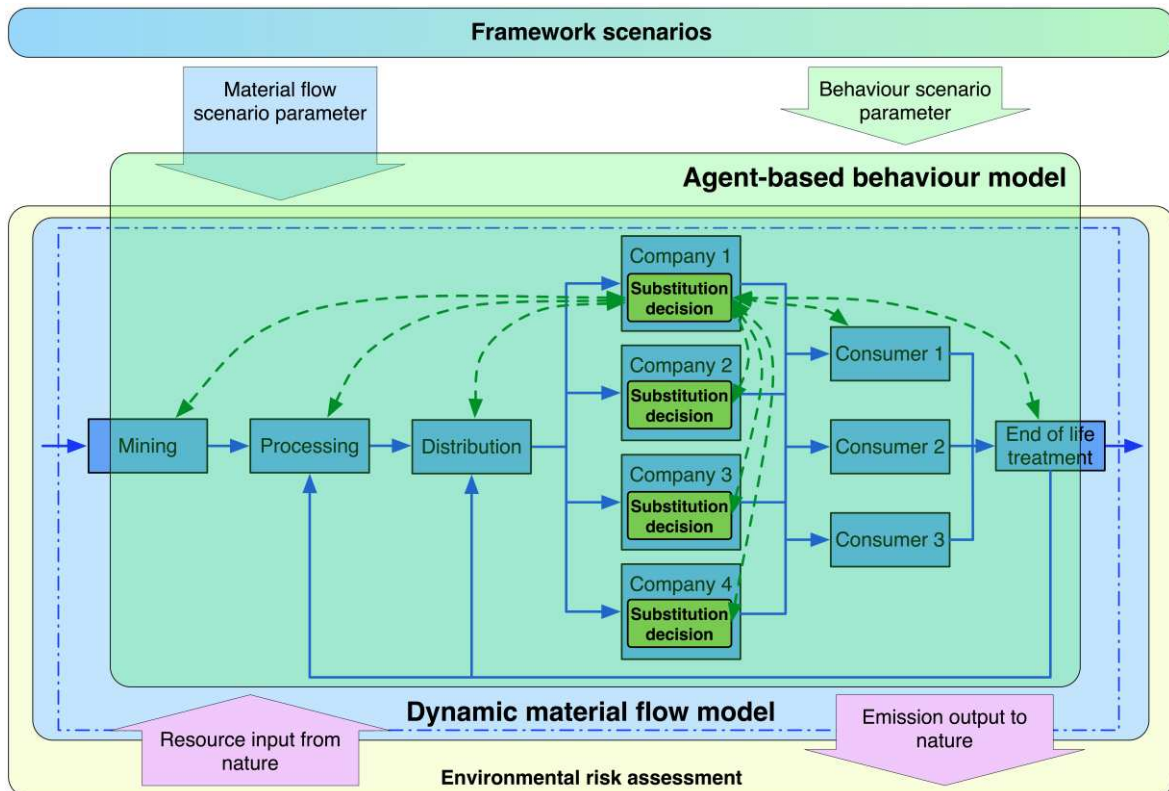 Framework scenarios
Material flow
scenario parameter
Behaviour scenario
parameter
Agent-based behaviour model
Company 1
Substitution
decision
Company 2
Substitution
decision
Company 3
Substitution
decision
Company 4
Substitution
decision
Consumer 1
Consumer 2
Consumer 3
Mining
Processing
Distribution
End of life
treatment
Dynamic material flow model
Resource input from
nature
Emission output to
nature
Environmental risk assessment